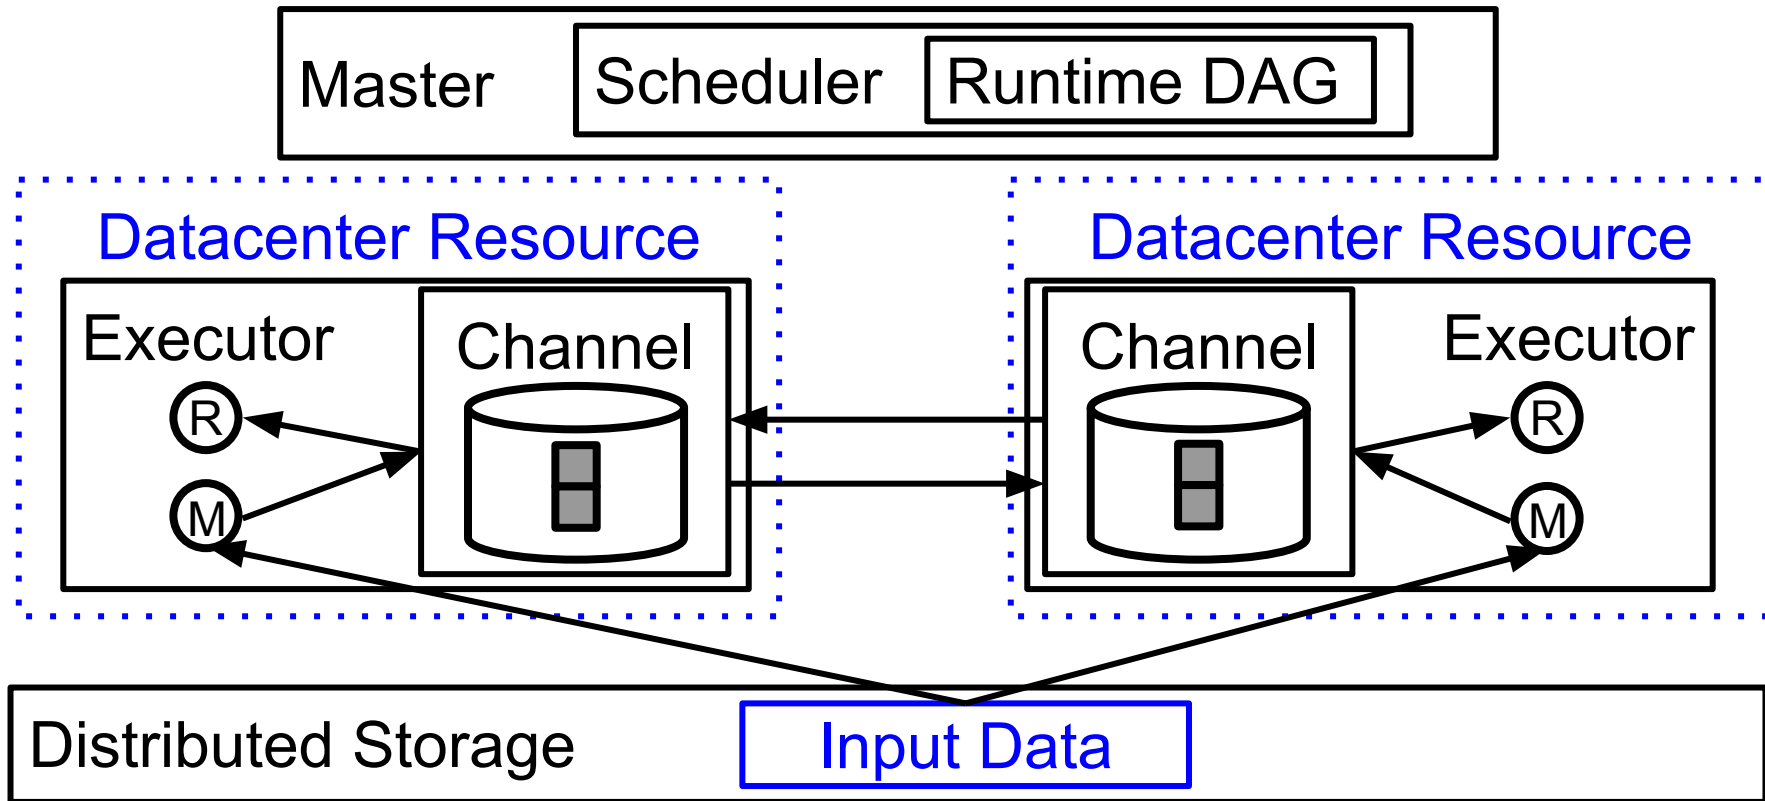 Master
Scheduler
Runtime DAG
Datacenter Resource
Datacenter Resource
Executor
Channel
R
M
Channel
Executor
R
M
Distributed Storage
Input Data